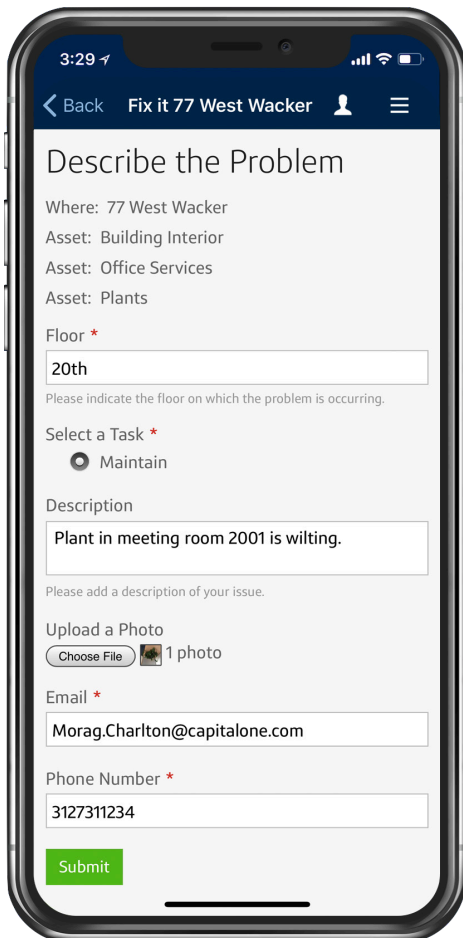 3:29
Back Fix it 77 West Wacker
Describe the Problem
Where: 77 West Wacker
Asset: Building Interior
Asset: Office Services
Asset: Plants
Floor *
20th
Please indicate the floor on which the problem is occurring.
Select a Task *
Maintain
Description
Plant in meeting room 2001 is wilting.
Please add a description of your issue.
Upload a Photo
Choose File 1 photo
Email *
Morag.Charlton@capitalone.com
Phone Number *
3127311234
Submit